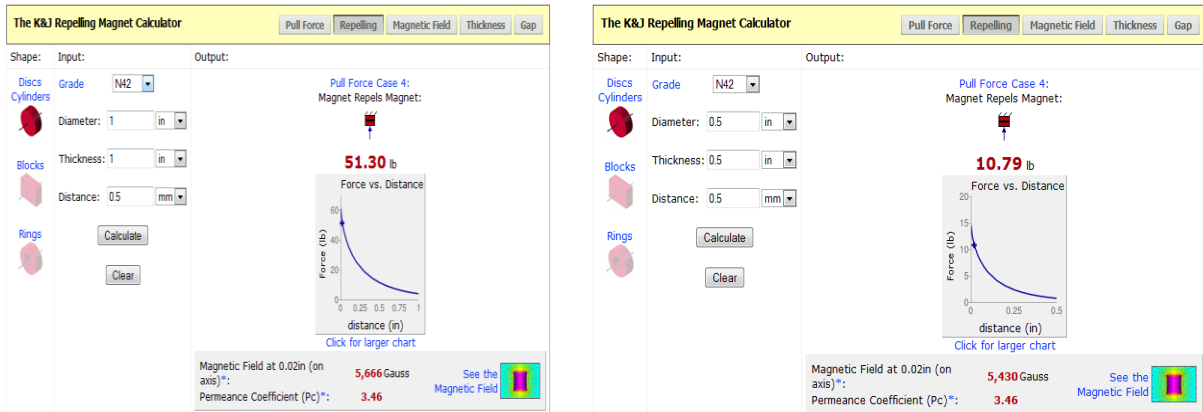 The K&J Repelling Magnet Calculator
Pull Force Repelling Magnetic Field Thickness Gap
Shape: Input: Output:
Discs
Cylinders
Grade N42
Pull Force Case 4:
Magnet Repels Magnet:
Diameter: 1 in
Blocks
Thickness: 1 in
51.30 lb
Distance: 0.5 mm
Force vs. Distance
Rings
Calculate
Clear
Force (lb)
60
40
20
0
0 0.25 0.5 0.75 1
distance (in)
Click for larger chart
Magnetic Field at 0.02in (on
axis)*:
5,666 Gauss
Permeance Coefficient (Pc)*: 3.46
See the
Magnetic Field
The K&J Repelling Magnet Calculator
Pull Force Repelling Magnetic Field Thickness Gap
Shape: Input: Output:
Discs
Cylinders
Grade N42
Pull Force Case 4:
Magnet Repels Magnet:
Diameter: 0.5 in
Blocks
Thickness: 0.5 in
10.79 lb
Distance: 0.5 mm
Force vs. Distance
Rings
Calculate
Clear
Force (lb)
20
15
10
5
0
0 0.25 0.5
distance (in)
Click for larger chart
Magnetic Field at 0.02in (on
axis)*:
5,430 Gauss
Permeance Coefficient (Pc)*: 3.46
See the
Magnetic Field